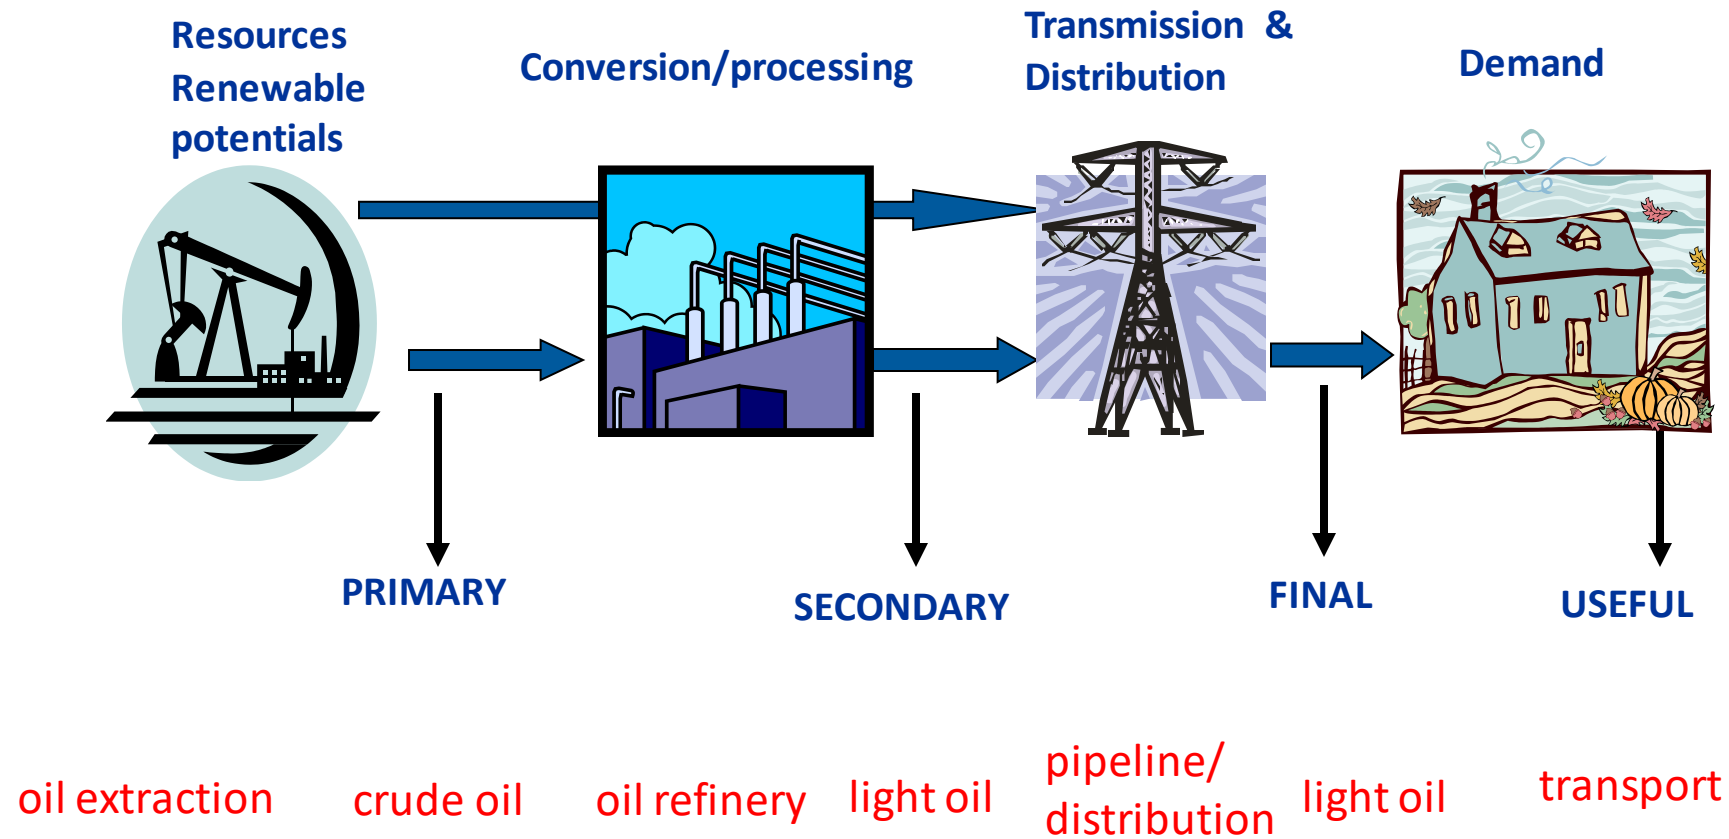 Resources
Renewable
potentials
Conversion/processing
Transmission &
Distribution
Demand
PRIMARY
SECONDARY
FINAL
USEFUL
oil extraction
crude oil
oil refinery
light oil
pipeline/
distribution
light oil
transport